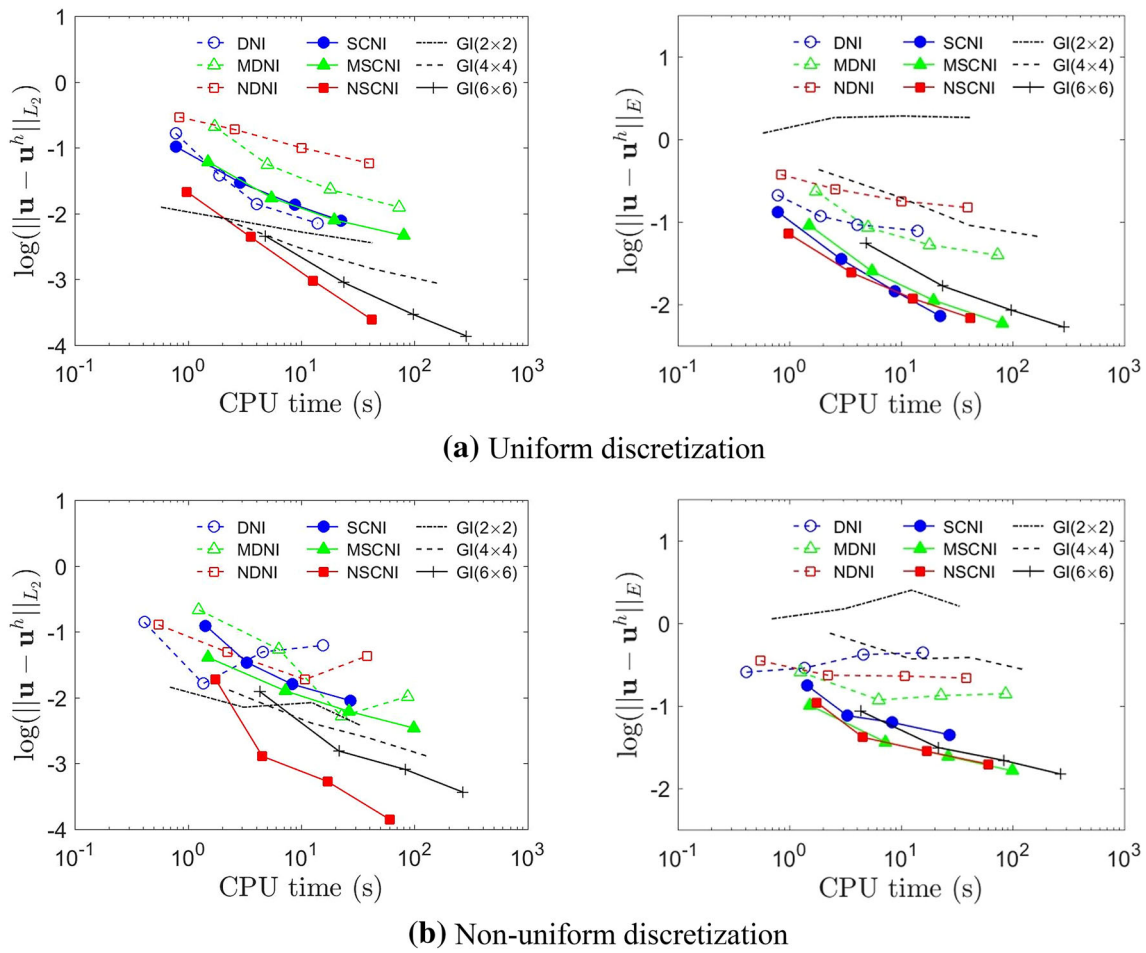 1
0
-1
-2
-3
-4
10^-1
10^0
10^1
10^2
10^3
CPU time (s)
log(||u − u^h||_{L_2})
DNI
MDNI
NDNI
SCNI
MSCNI
NSCNI
GI(2×2)
GI(4×4)
GI(6×6)
1
0
-1
-2
10^-1
10^0
10^1
10^2
10^3
CPU time (s)
log(||u − u^h||_E)
DNI
MDNI
NDNI
SCNI
MSCNI
NSCNI
GI(2×2)
GI(4×4)
GI(6×6)
(a) Uniform discretization
1
0
-1
-2
-3
-4
10^-1
10^0
10^1
10^2
10^3
CPU time (s)
log(||u − u^h||_{L_2})
DNI
MDNI
NDNI
SCNI
MSCNI
NSCNI
GI(2×2)
GI(4×4)
GI(6×6)
1
0
-1
-2
10^-1
10^0
10^1
10^2
10^3
CPU time (s)
log(||u − u^h||_E)
DNI
MDNI
NDNI
SCNI
MSCNI
NSCNI
GI(2×2)
GI(4×4)
GI(6×6)
(b) Non-uniform discretization